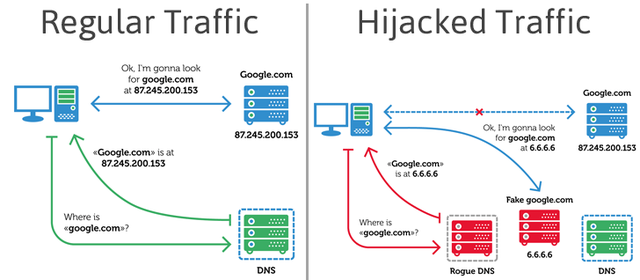 Regular Traffic
Ok, I'm gonna look
for google.com
at 87.245.200.153
Google.com
87.245.200.153
«Google.com» is at
87.245.200.153
Where is
«google.com»?
DNS
Hijacked Traffic
Google.com
87.245.200.153
Ok, I'm gonna look
for google.com
at 6.6.6.6
«Google.com»
is at 6.6.6.6
Fake google.com
6.6.6.6
Where is
«google.com»?
Rogue DNS
DNS